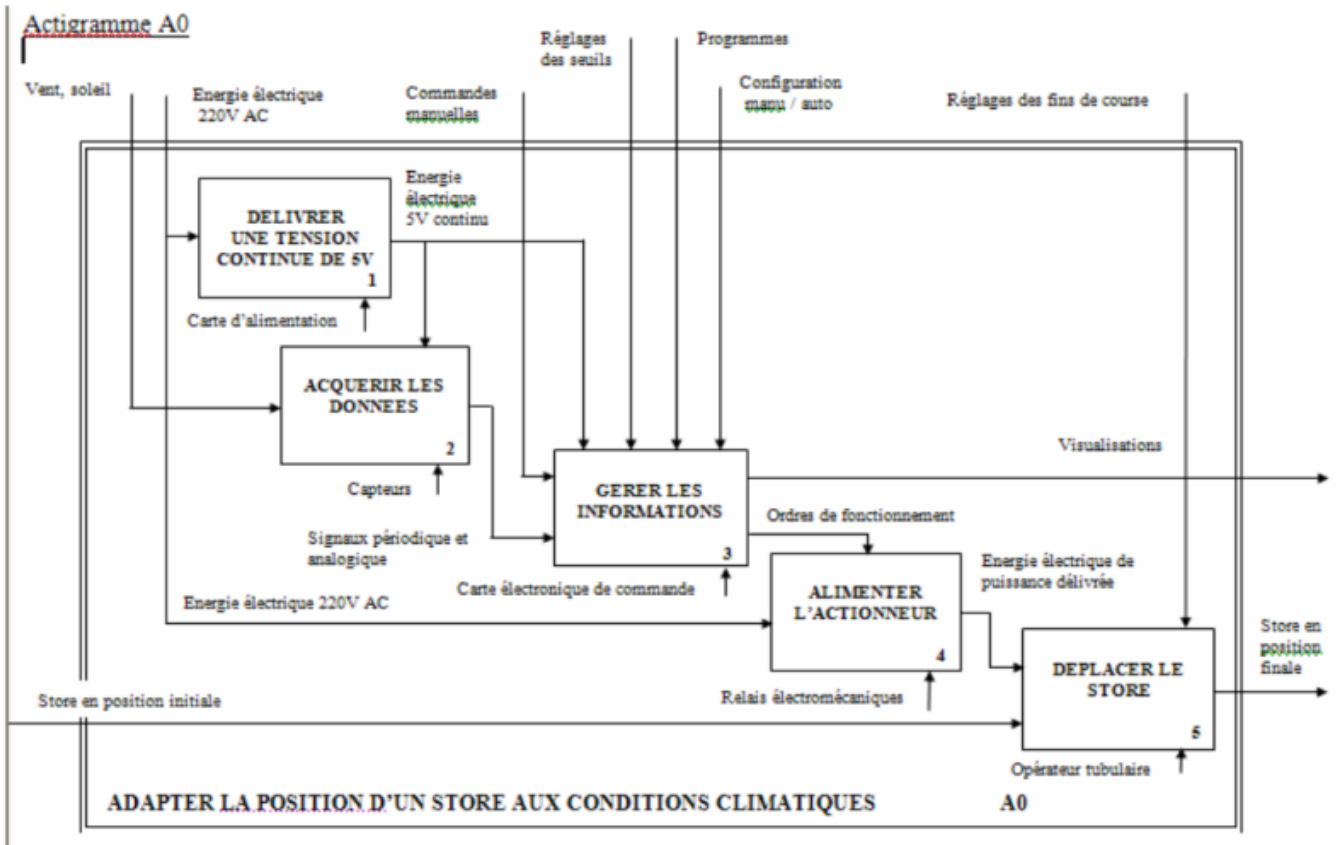 Actigramme A0
Vent, soleil
Energie électrique
220V AC
Commandes
manuelles
Réglages
des seuils
Programmes
Configuration
manu / auto
Réglages des fins de course
DELIVRER
UNE TENSION
CONTINUE DE 5V
1
Energie
électrique
5V continu
Carte d'alimentation
ACQUERIR LES
DONNEES
2
Capteurs
Signaux périodique et
analogique
GERER LES
INFORMATIONS
3
Visualisations
Ordres de fonctionnement
Carte électronique de commande
Energie électrique 220V AC
ALIMENTER
L'ACTIONNEUR
4
Energie électrique de
puissance délivrée
Relais électromécaniques
Store en position initiale
DEPLACER LE
STORE
5
Store en
position
finale
Opérateur tubulaire
ADAPTER LA POSITION D'UN STORE AUX CONDITIONS CLIMATIQUES A0